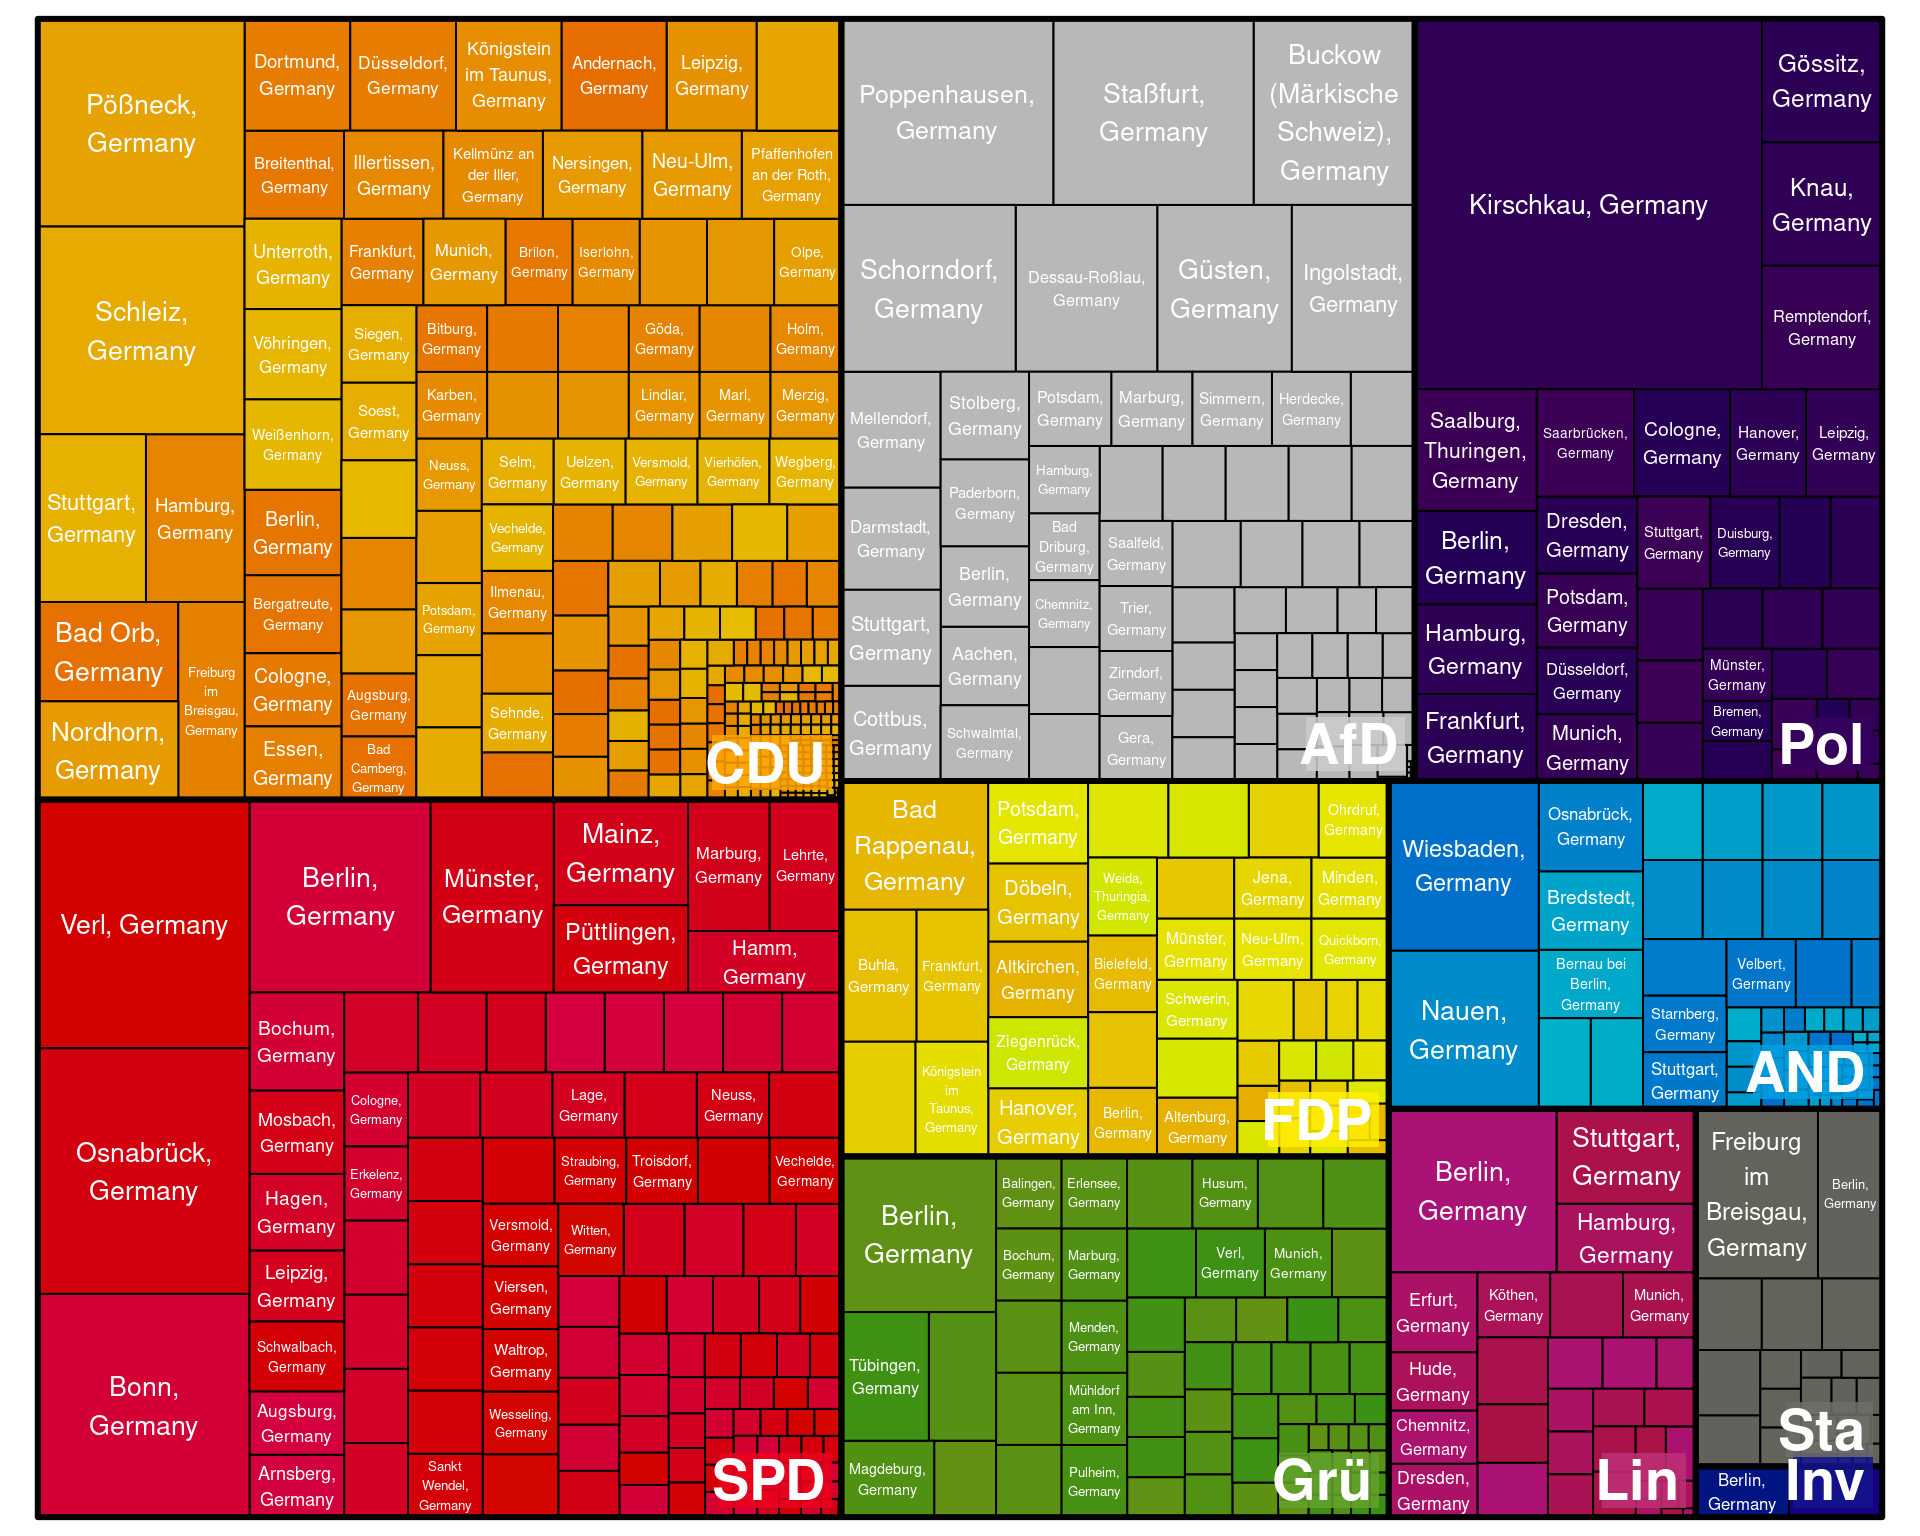 Pößneck,
Germany
Dortmund,
Germany
Düsseldorf,
Germany
Königstein
im Taunus,
Germany
Andernach,
Germany
Leipzig,
Germany
Breitenthal,
Germany
Illertissen,
Germany
Kellmünz an
der Iller,
Germany
Nersingen,
Germany
Neu-Ulm,
Germany
Pfaffenhofen
an der Roth,
Germany
Schleiz,
Germany
Unterroth,
Germany
Frankfurt,
Germany
Munich,
Germany
Brilon,
Germany
Iserlohn,
Germany
Olpe,
Germany
Vöhringen,
Germany
Siegen,
Germany
Bitburg,
Germany
Göda,
Germany
Holm,
Germany
Karben,
Germany
Lindlar,
Germany
Marl,
Germany
Merzig,
Germany
Weißenhorn,
Germany
Soest,
Germany
Neuss,
Germany
Selm,
Germany
Uelzen,
Germany
Versmold,
Germany
Vierhöfen,
Germany
Wegberg,
Germany
Stuttgart,
Germany
Hamburg,
Germany
Berlin,
Germany
Vechelde,
Germany
Bergatreute,
Germany
Potsdam,
Germany
Ilmenau,
Germany
Bad Orb,
Germany
Freiburg
im
Breisgau,
Germany
Cologne,
Germany
Augsburg,
Germany
Sehnde,
Germany
Nordhorn,
Germany
Essen,
Germany
Bad
Camberg,
Germany
CDU
Poppenhausen,
Germany
Staßfurt,
Germany
Buckow
(Märkische
Schweiz),
Germany
Schorndorf,
Germany
Dessau-Roßlau,
Germany
Güsten,
Germany
Ingolstadt,
Germany
Mellendorf,
Germany
Stolberg,
Germany
Potsdam,
Germany
Marburg,
Germany
Simmern,
Germany
Herdecke,
Germany
Darmstadt,
Germany
Paderborn,
Germany
Hamburg,
Germany
Bad
Driburg,
Germany
Saalfeld,
Germany
Stuttgart,
Germany
Berlin,
Germany
Chemnitz,
Germany
Trier,
Germany
Aachen,
Germany
Zirndorf,
Germany
Cottbus,
Germany
Schwalmtal,
Germany
Gera,
Germany
AfD
Kirschkau, Germany
Gössitz,
Germany
Knau,
Germany
Remptendorf,
Germany
Saalburg,
Thuringen,
Germany
Saarbrücken,
Germany
Cologne,
Germany
Hanover,
Germany
Leipzig,
Germany
Berlin,
Germany
Dresden,
Germany
Stuttgart,
Germany
Duisburg,
Germany
Potsdam,
Germany
Hamburg,
Germany
Düsseldorf,
Germany
Münster,
Germany
Frankfurt,
Germany
Munich,
Germany
Bremen,
Germany
Pol
Verl, Germany
Berlin,
Germany
Münster,
Germany
Mainz,
Germany
Marburg,
Germany
Lehrte,
Germany
Püttlingen,
Germany
Hamm,
Germany
Osnabrück,
Germany
Bochum,
Germany
Mosbach,
Germany
Cologne,
Germany
Lage,
Germany
Neuss,
Germany
Hagen,
Germany
Erkelenz,
Germany
Straubing,
Germany
Troisdorf,
Germany
Vechelde,
Germany
Versmold,
Germany
Witten,
Germany
Leipzig,
Germany
Viersen,
Germany
Bonn,
Germany
Schwalbach,
Germany
Waltrop,
Germany
Augsburg,
Germany
Wesseling,
Germany
Arnsberg,
Germany
Sankt
Wendel,
Germany
SPD
Bad
Rappenau,
Germany
Potsdam,
Germany
Ohrdruf,
Germany
Döbeln,
Germany
Weida,
Thuringia,
Germany
Jena,
Germany
Minden,
Germany
Buhla,
Germany
Frankfurt,
Germany
Altkirchen,
Germany
Bielefeld,
Germany
Münster,
Germany
Neu-Ulm,
Germany
Quickborn,
Germany
Schwerin,
Germany
Königstein
im
Taunus,
Germany
Ziegenrück,
Germany
Hanover,
Germany
Berlin,
Germany
Altenburg,
Germany
FDP
Wiesbaden,
Germany
Osnabrück,
Germany
Bredstedt,
Germany
Nauen,
Germany
Bernau bei
Berlin,
Germany
Velbert,
Germany
Starnberg,
Germany
Stuttgart,
Germany
AND
Berlin,
Germany
Balingen,
Germany
Erlensee,
Germany
Husum,
Germany
Bochum,
Germany
Marburg,
Germany
Verl,
Germany
Munich,
Germany
Tübingen,
Germany
Menden,
Germany
Mühldorf
am Inn,
Germany
Magdeburg,
Germany
Pulheim,
Germany
Grü
Berlin,
Germany
Stuttgart,
Germany
Hamburg,
Germany
Erfurt,
Germany
Köthen,
Germany
Munich,
Germany
Hude,
Germany
Chemnitz,
Germany
Dresden,
Germany
Lin
Freiburg
im
Breisgau,
Germany
Berlin,
Germany
Sta
Berlin,
Germany
Inv